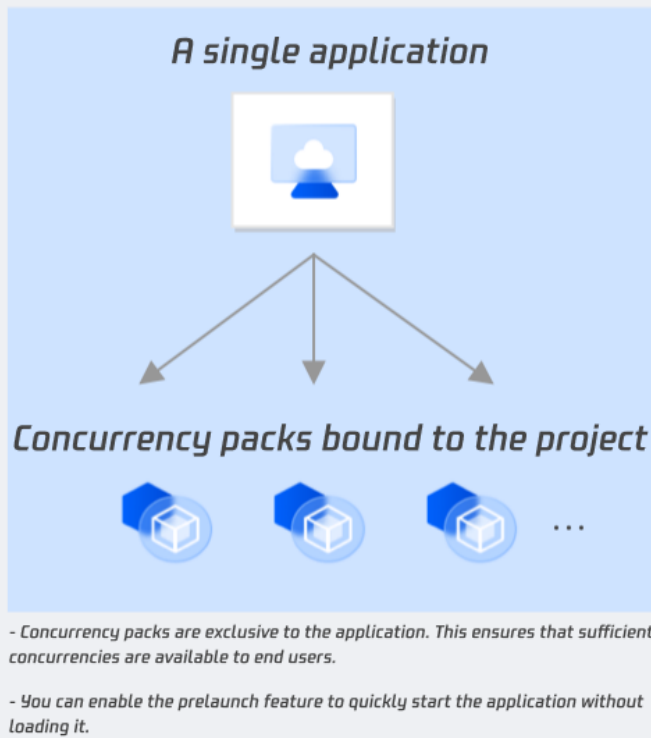 A single application
Concurrency packs bound to the project
...
- Concurrency packs are exclusive to the application. This ensures that sufficient
concurrencies are available to end users.
- You can enable the prelaunch feature to quickly start the application without
loading it.